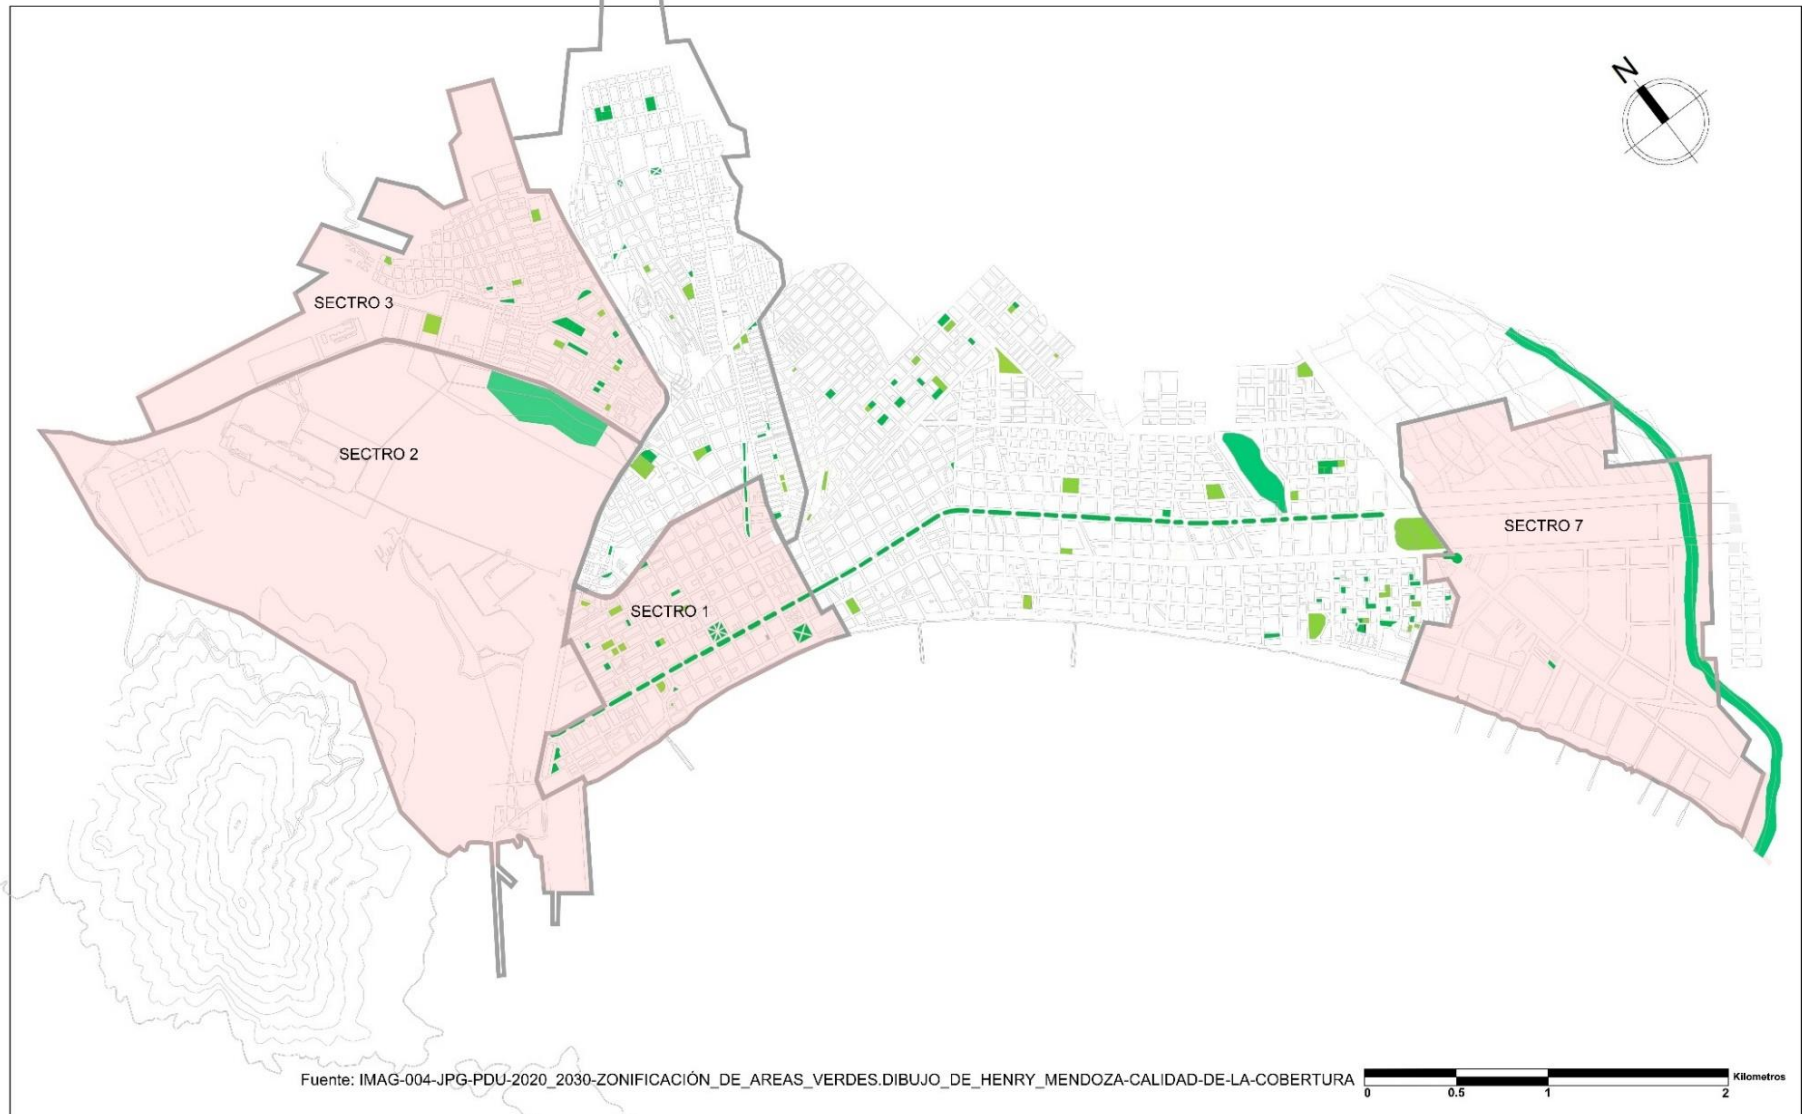 N
SECTRO 3
SECTRO 2
SECTRO 7
SECTRO 1
Fuente: IMAG-004-JPG-PDU-2020_2030-ZONIFICACIÓN_DE_AREAS_VERDES.DIBUJO_DE_HENRY_MENDOZA-CALIDAD-DE-LA-COBERTURA
Kilometros
0 0.5 1 2